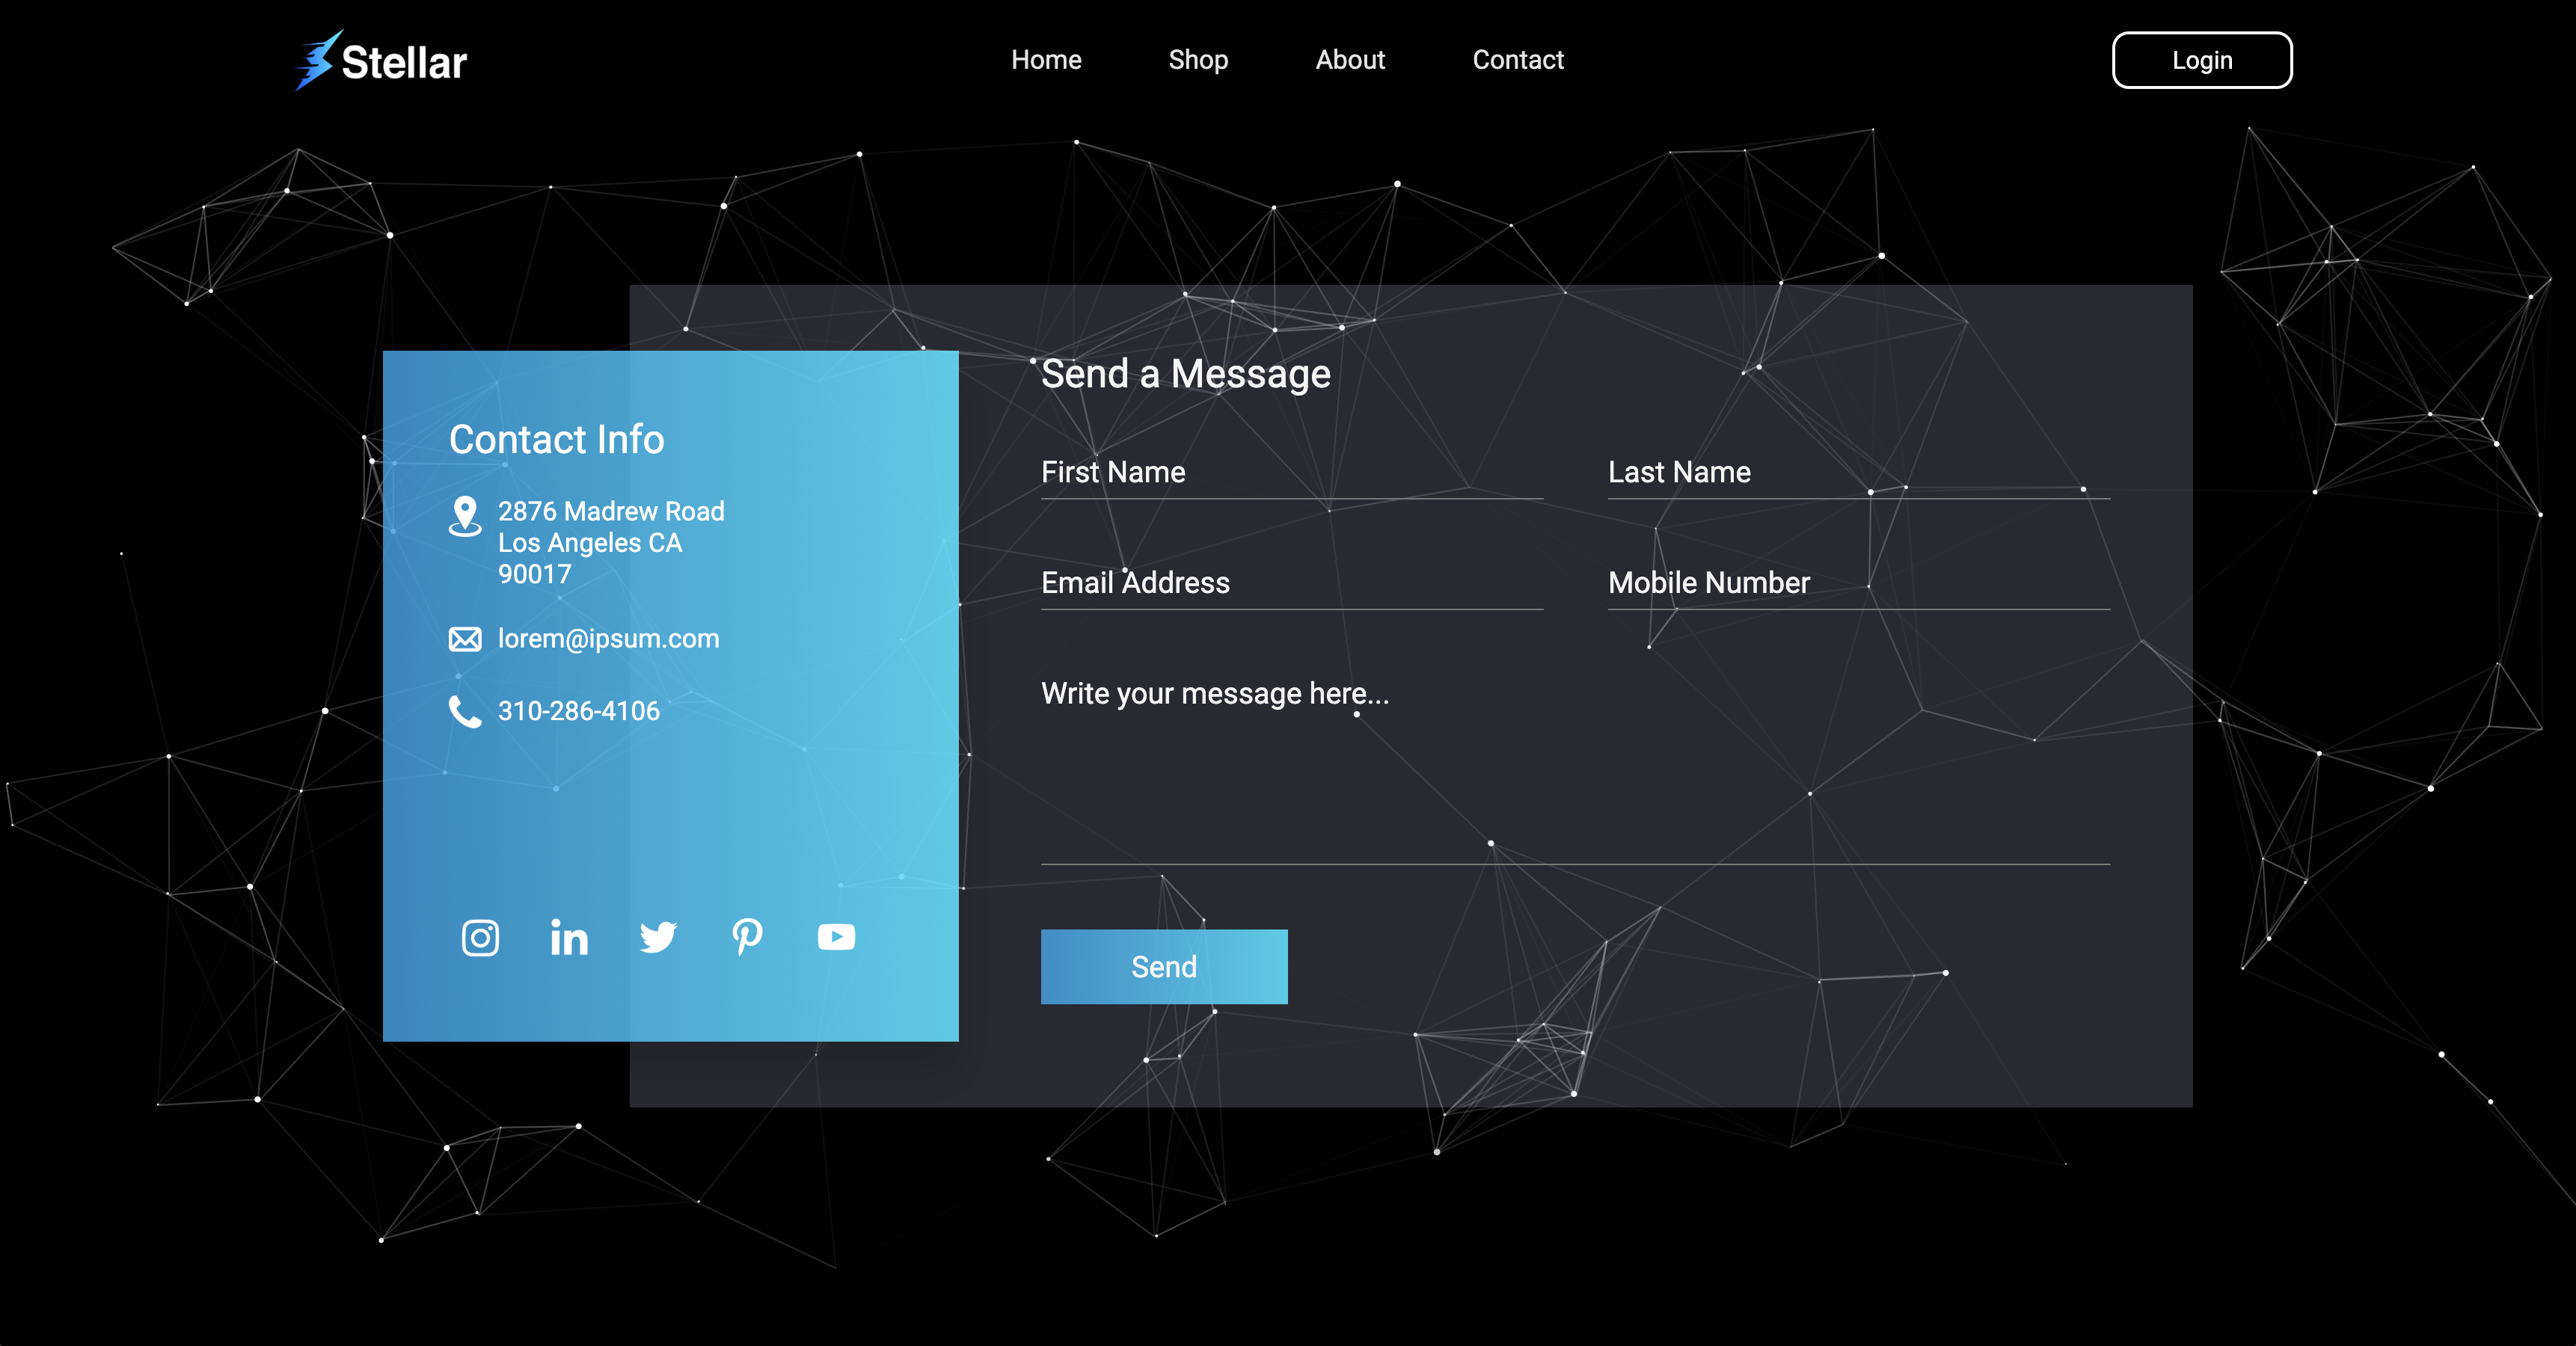 Stellar
Home
Shop
About
Contact
Login
Contact Info
2876 Madrew Road
Los Angeles CA
90017
lorem@ipsum.com
310-286-4106
Send a Message
First Name
Last Name
Email Address
Mobile Number
Write your message here...
Send